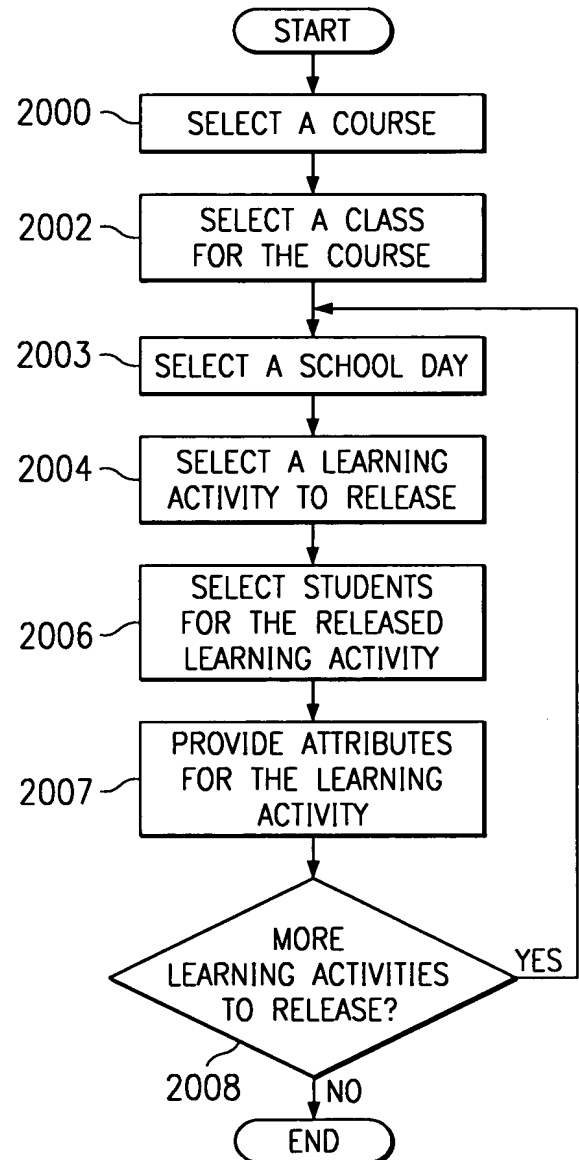 START
2000
SELECT A COURSE
2002
SELECT A CLASS
FOR THE COURSE
2003
SELECT A SCHOOL DAY
2004
SELECT A LEARNING
ACTIVITY TO RELEASE
2006
SELECT STUDENTS
FOR THE RELEASED
LEARNING ACTIVITY
2007
PROVIDE ATTRIBUTES
FOR THE LEARNING
ACTIVITY
MORE
LEARNING ACTIVITIES
TO RELEASE?
YES
2008
NO
END